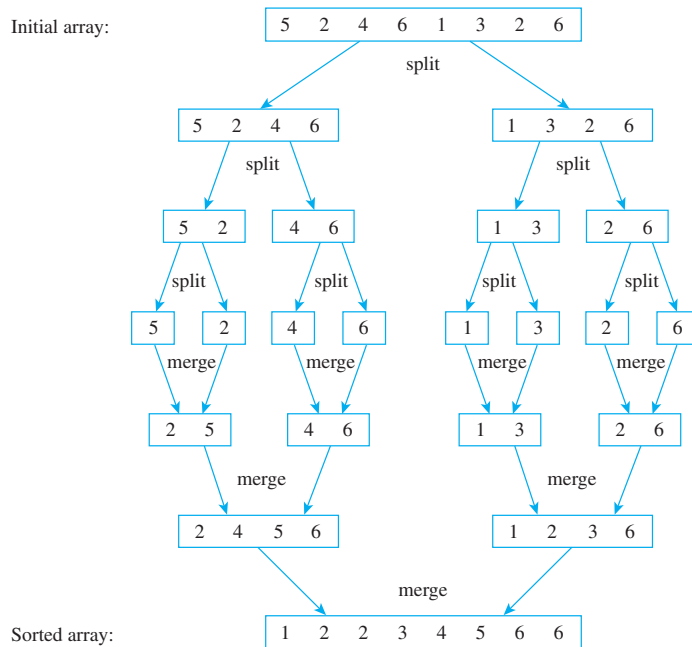 Initial array: 5 2 4 6 1 3 2 6
split
5 2 4 6 1 3 2 6
split split
5 2 4 6 1 3 2 6
split split split split
5 2 4 6 1 3 2 6
merge merge merge merge
2 5 4 6 1 3 2 6
merge merge
2 4 5 6 1 2 3 6
merge
Sorted array: 1 2 2 3 4 5 6 6